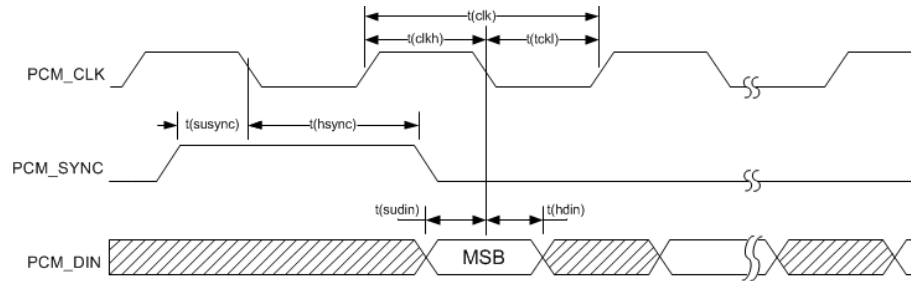 t(clk)
t(clkh)
t(tckl)
PCM_CLK
t(susync)
t(hsync)
PCM_SYNC
t(sudin)
t(hdin)
PCM_DIN
MSB